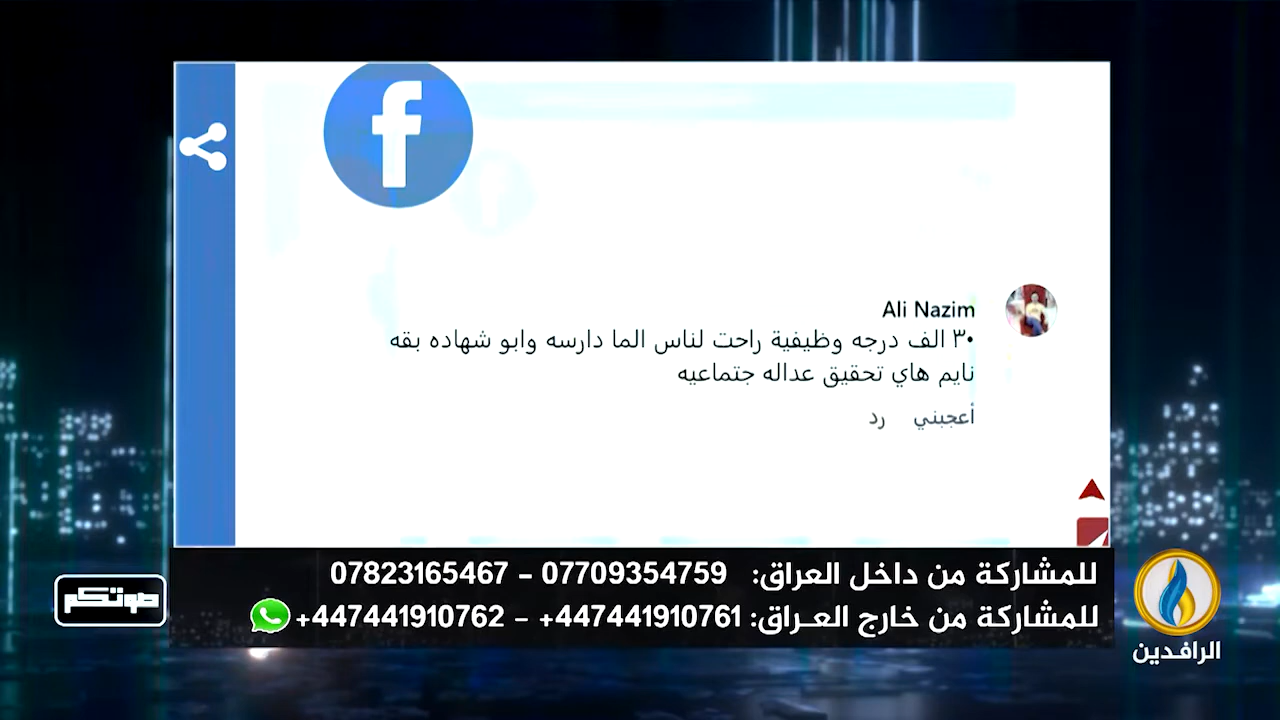 Ali Nazim
٣٠ الف درجه وظيفية راحت لناس الما دارسه وابو شهاده بقه
نايم هاي تحقيق عداله جتماعيه
أعجبني رد
للمشاركة من داخل العراق: 07709354759 - 07823165467
للمشاركة من خارج العـراق: 447441910761+ - 447441910762+
صوتكم
الرافدين